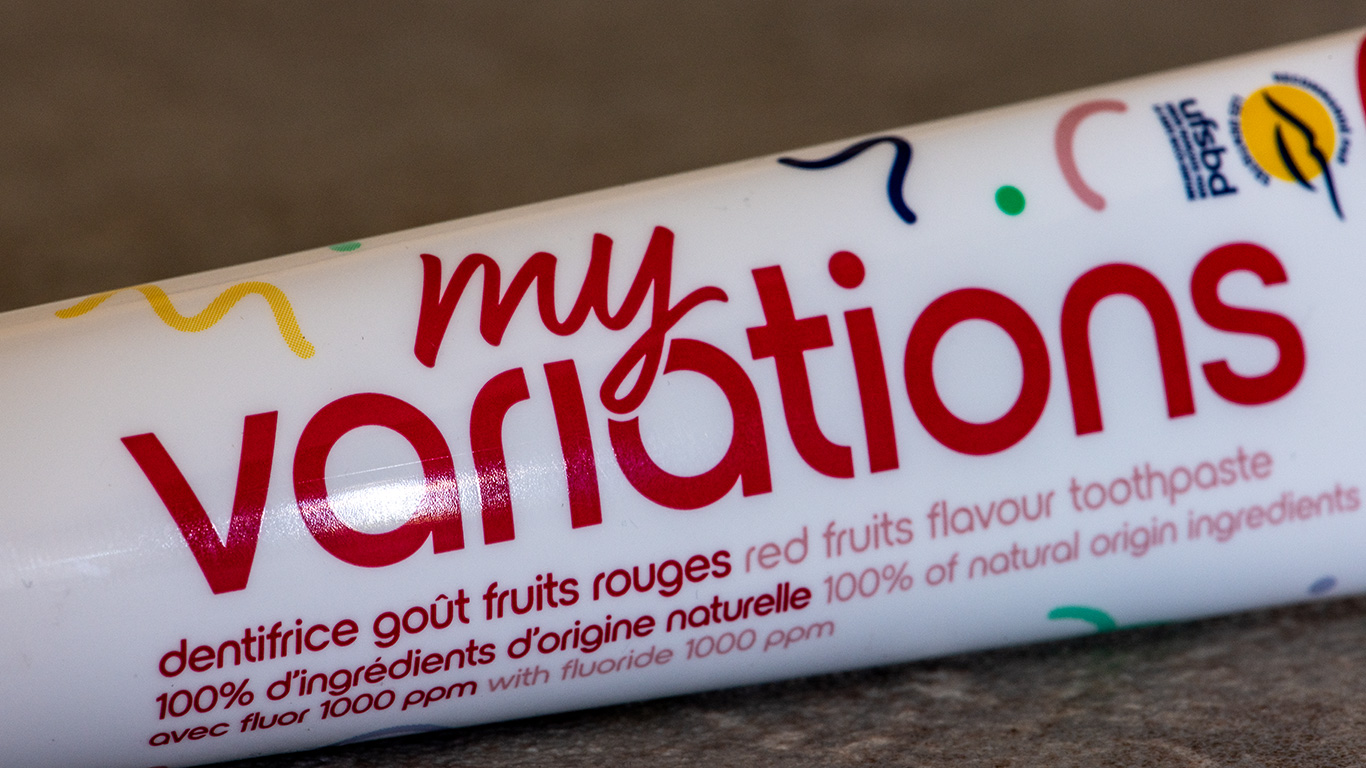 my
variations
dentifrice goût fruits rouges red fruits flavour toothpaste
100% d'ingrédients d'origine naturelle 100% of natural origin ingredients
avec fluor 1000 ppm with fluoride 1000 ppm
ufsbd